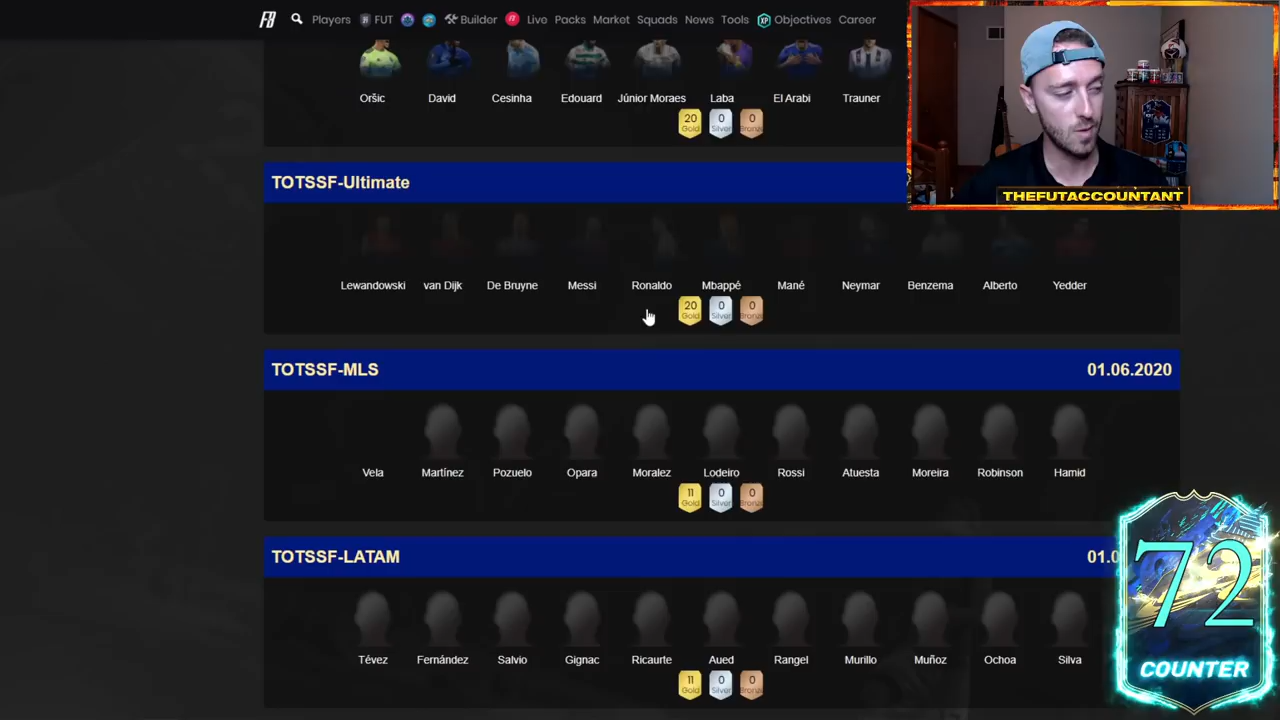 Players FUT Builder Live Packs Market Squads News Tools XP Objectives Career
Oršic David Cesinha Edouard Júnior Moraes Laba El Arabi Trauner
20 0 0
Gold Silver Bronze
THEFUTACCOUNTANT
TOTSSF-Ultimate
Lewandowski van Dijk De Bruyne Messi Ronaldo Mbappé Mané Neymar Benzema Alberto Yedder
20 0 0
Gold Silver Bronze
TOTSSF-MLS 01.06.2020
Vela Martínez Pozuelo Opara Moralez Lodeiro Rossi Atuesta Moreira Robinson Hamid
11 0 0
Gold Silver Bronze
TOTSSF-LATAM 01.0
Tévez Fernández Salvio Gignac Ricaurte Aued Rangel Murillo Muñoz Ochoa Silva
11 0 0
Gold Silver Bronze
72
COUNTER